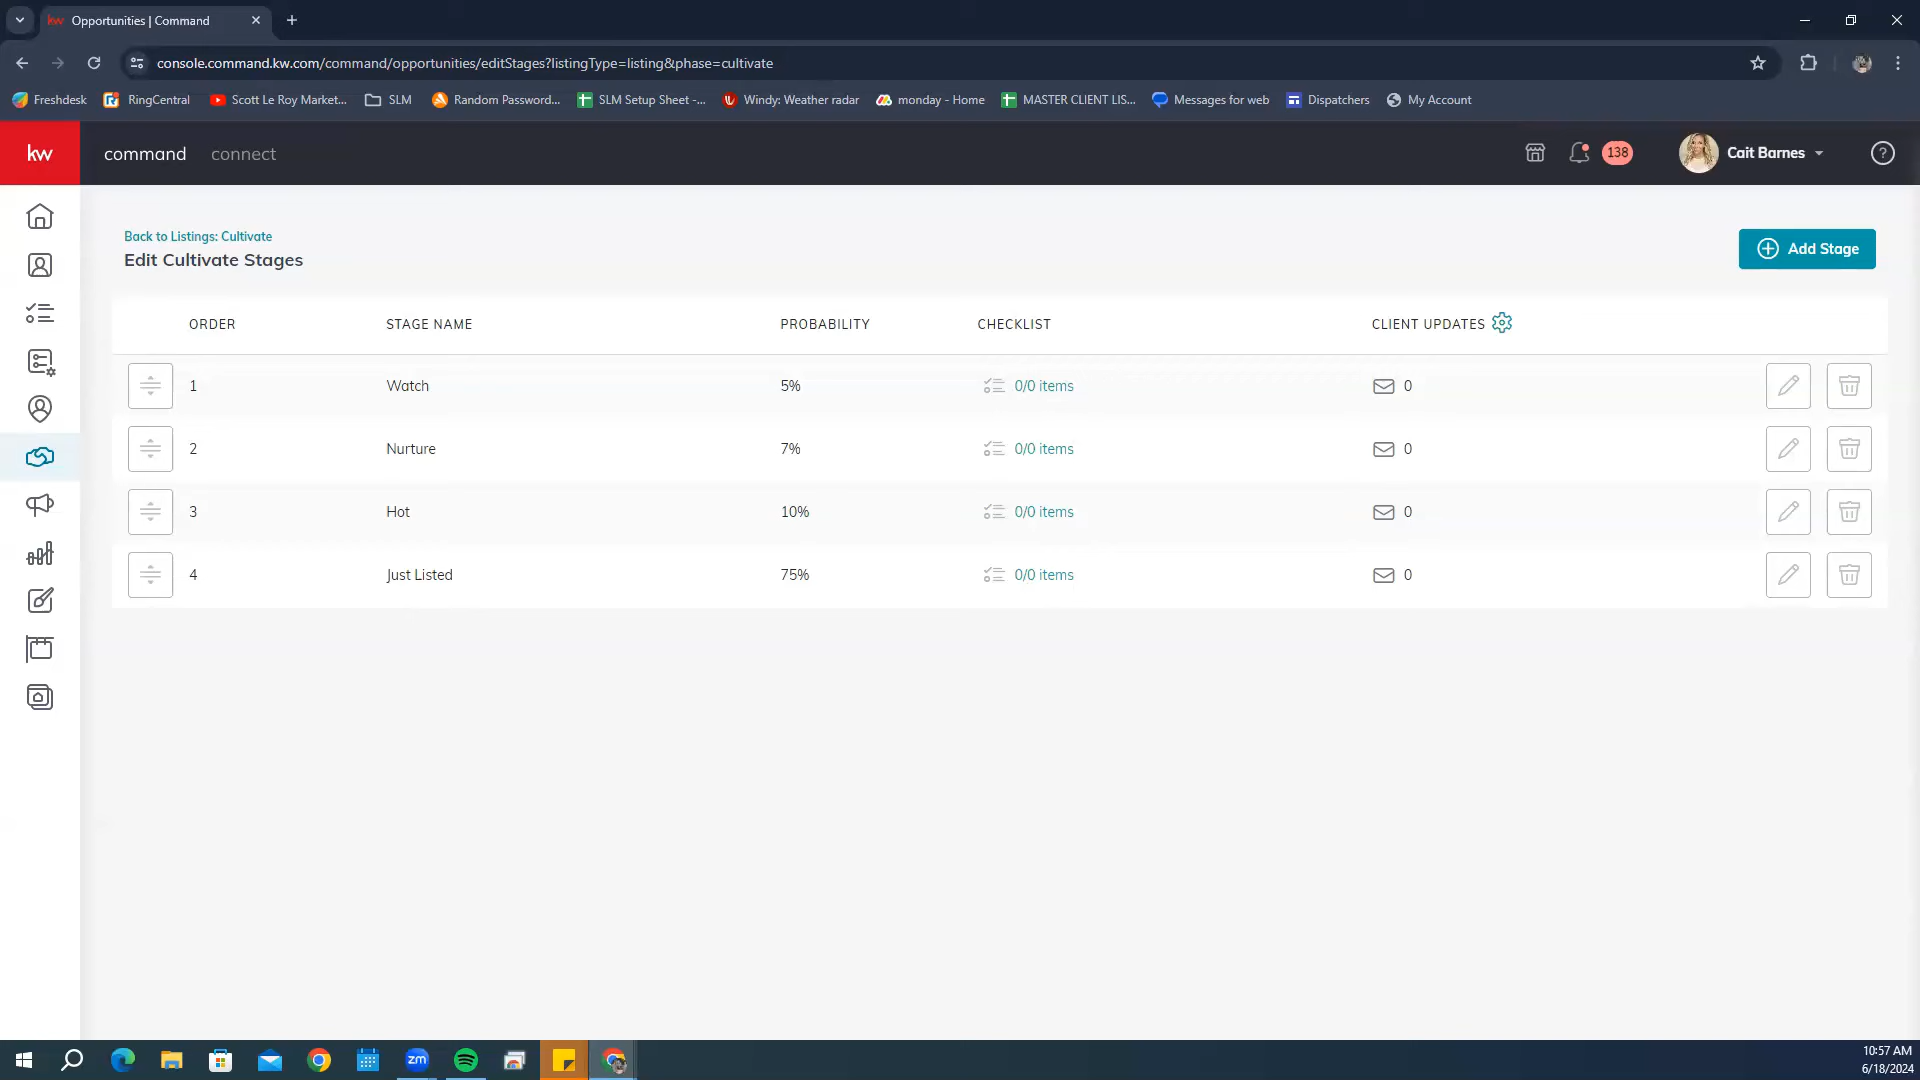 kw Opportunities | Command
console.command.kw.com/command/opportunities/editStages?listingType=listing&phase=cultivate
Freshdesk RingCentral Scott Le Roy Market... SLM Random Password... SLM Setup Sheet -... Windy: Weather radar monday - Home MASTER CLIENT LIS... Messages for web Dispatchers My Account
kw command connect 138 Cait Barnes
Back to Listings: Cultivate
Edit Cultivate Stages
Add Stage
ORDER STAGE NAME PROBABILITY CHECKLIST CLIENT UPDATES
1 Watch 5% 0/0 items 0
2 Nurture 7% 0/0 items 0
3 Hot 10% 0/0 items 0
4 Just Listed 75% 0/0 items 0
zm
10:57 AM
6/18/2024